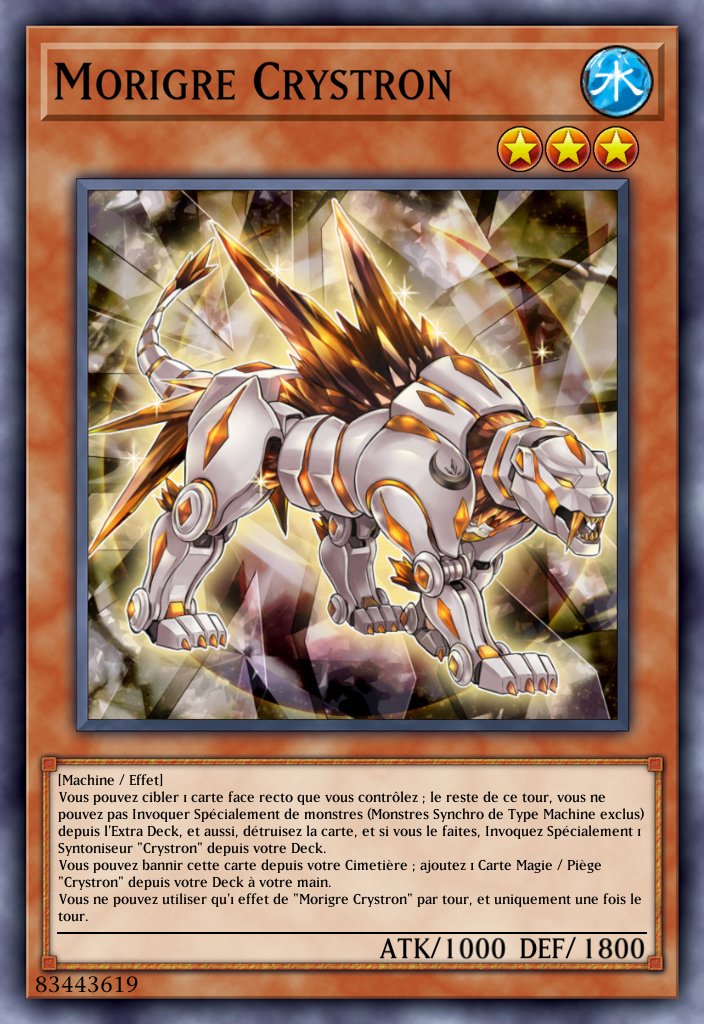 Morigre Crystron
水
[Machine / Effet]
Vous pouvez cibler 1 carte face recto que vous contrôlez ; le reste de ce tour, vous ne
pouvez pas Invoquer Spécialement de monstres (Monstres Synchro de Type Machine exclus)
depuis l'Extra Deck, et aussi, détruisez la carte, et si vous le faites, Invoquez Spécialement 1
Syntoniseur "Crystron" depuis votre Deck.
Vous pouvez bannir cette carte depuis votre Cimetière ; ajoutez 1 Carte Magie / Piège
"Crystron" depuis votre Deck à votre main.
Vous ne pouvez utiliser qu'1 effet de "Morigre Crystron" par tour, et uniquement une fois le
tour.
ATK/1000 DEF/1800
83443619